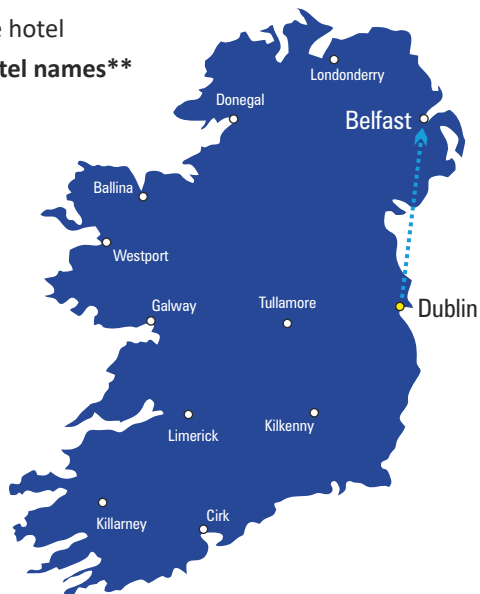 hotel
tel names**
Londonderry
Donegal
Belfast
Ballina
Westport
Galway
Tullamore
Dublin
Limerick
Kilkenny
Killarney
Cirk